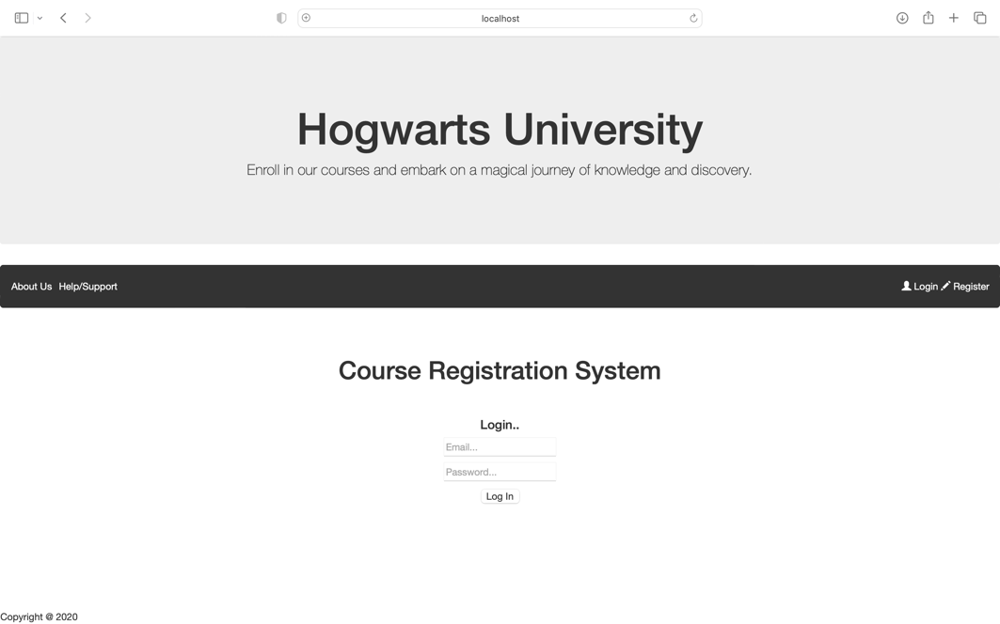 localhost
Hogwarts University
Enroll in our courses and embark on a magical journey of knowledge and discovery.
About Us Help/Support Login Register
Course Registration System
Login..
Email...
Password...
Log In
Copyright @ 2020